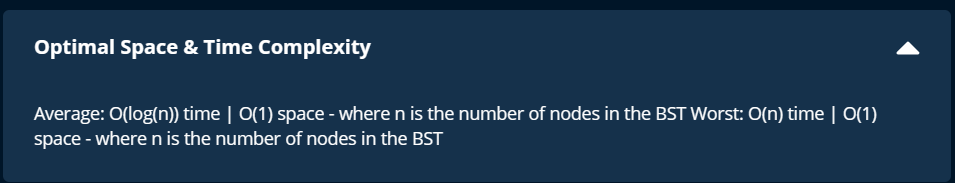 Optimal Space & Time Complexity
Average: O(log(n)) time | O(1) space - where n is the number of nodes in the BST Worst: O(n) time | O(1)
space - where n is the number of nodes in the BST